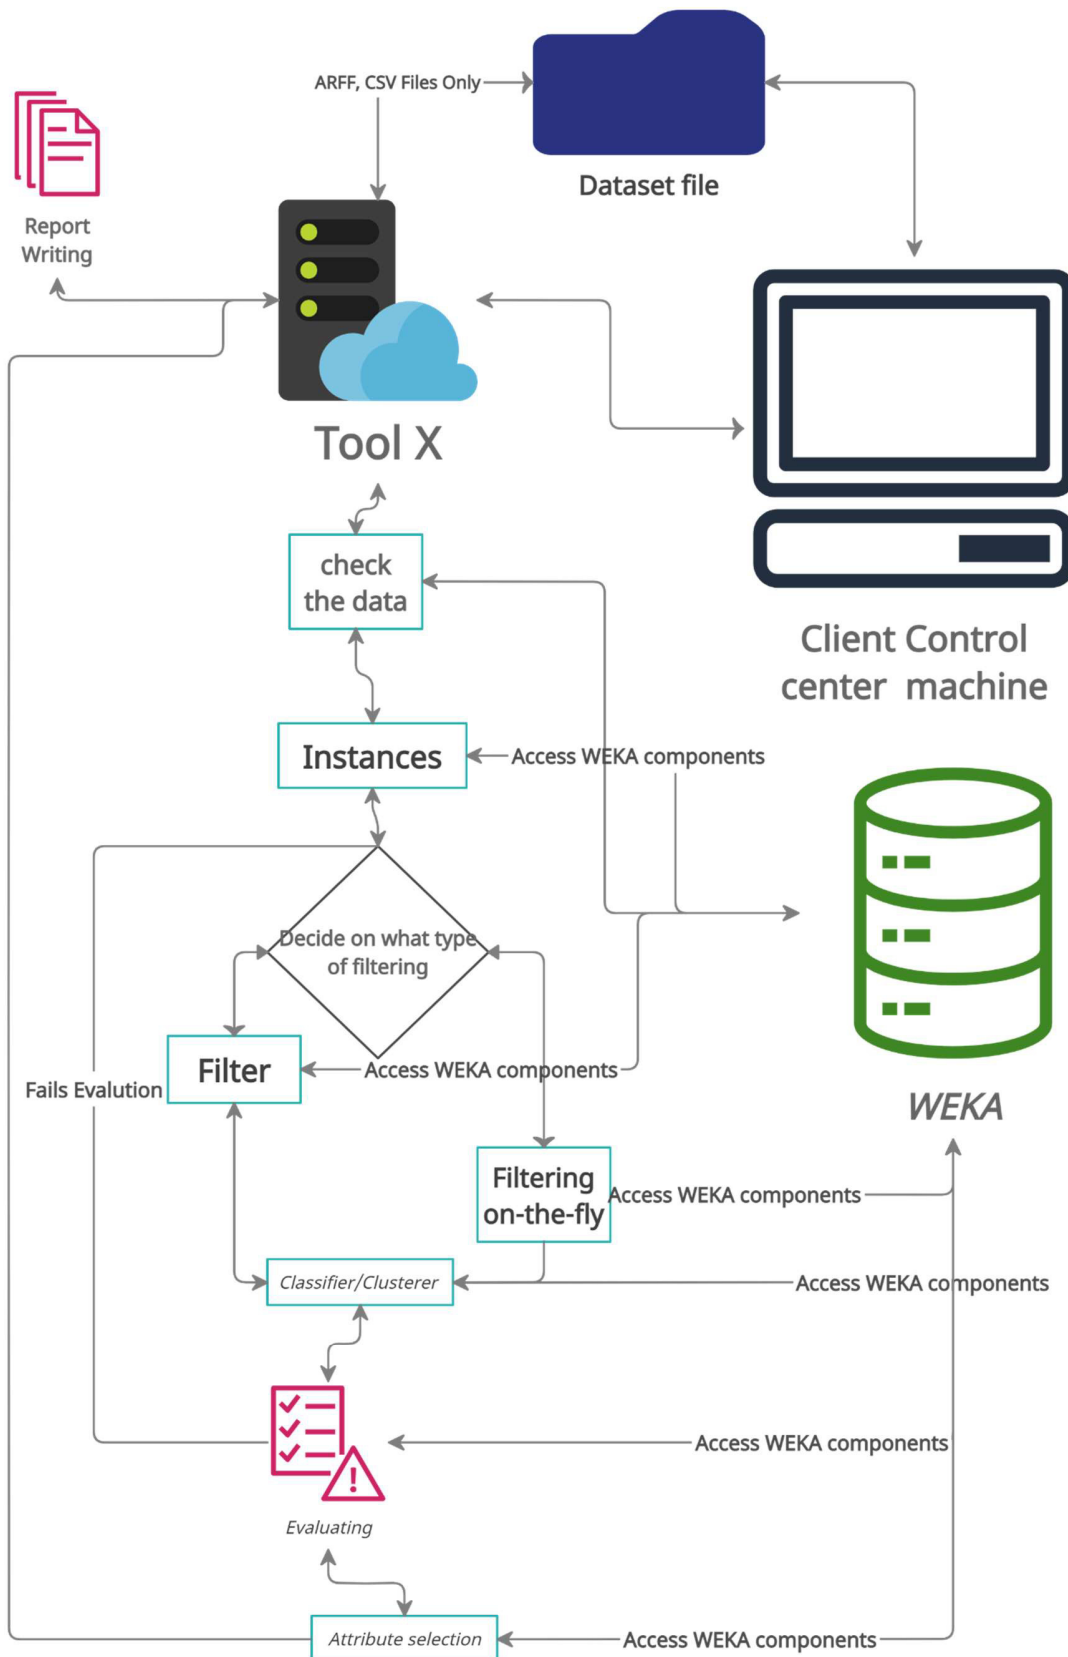 ARFF, CSV Files Only
Dataset file
Report
Writing
Tool X
check
the data
Client Control
center machine
Instances
Access WEKA components
Decide on what type
of filtering
Filter
Access WEKA components
Fails Evalution
WEKA
Filtering
on-the-fly
Access WEKA components
Classifier/Clusterer
Access WEKA components
Access WEKA components
Evaluating
Attribute selection
Access WEKA components